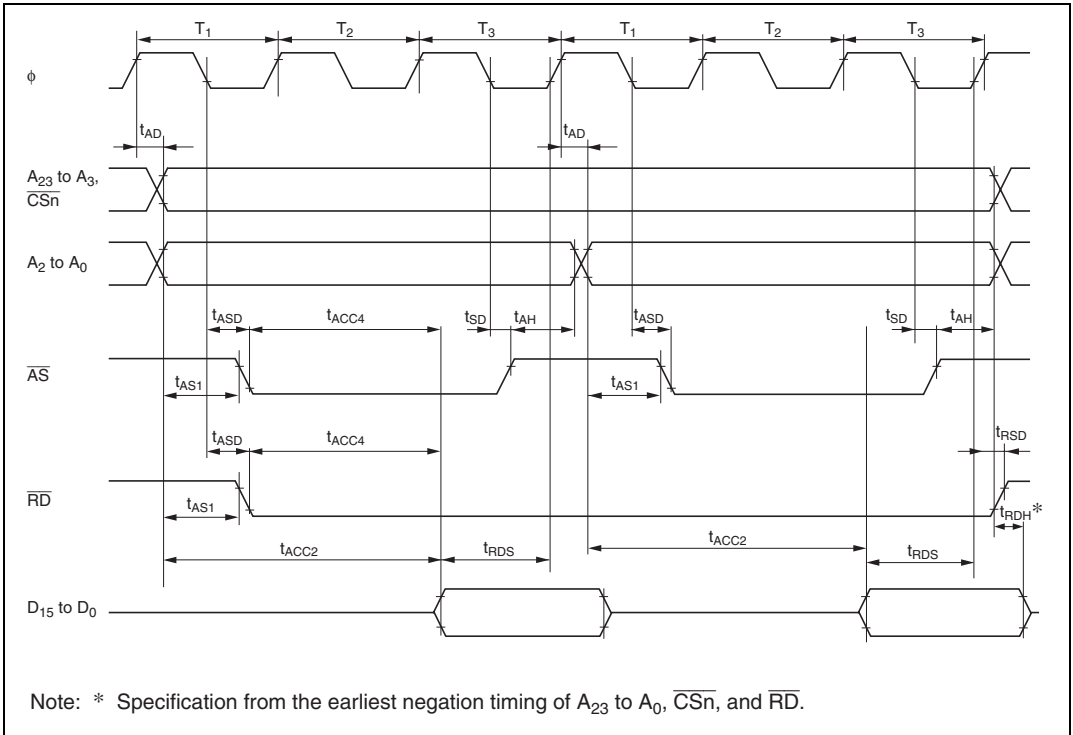 T1 T2 T3 T1 T2 T3
ϕ
tAD tAD
A23 to A3,
CSn
A2 to A0
tASD tACC4 tSD tAH tASD tSD tAH
AS
tAS1 tAS1
tASD tACC4 tRSD
RD
tAS1 tRDH*
tACC2 tRDS tACC2 tRDS
D15 to D0
Note: * Specification from the earliest negation timing of A23 to A0, CSn, and RD.